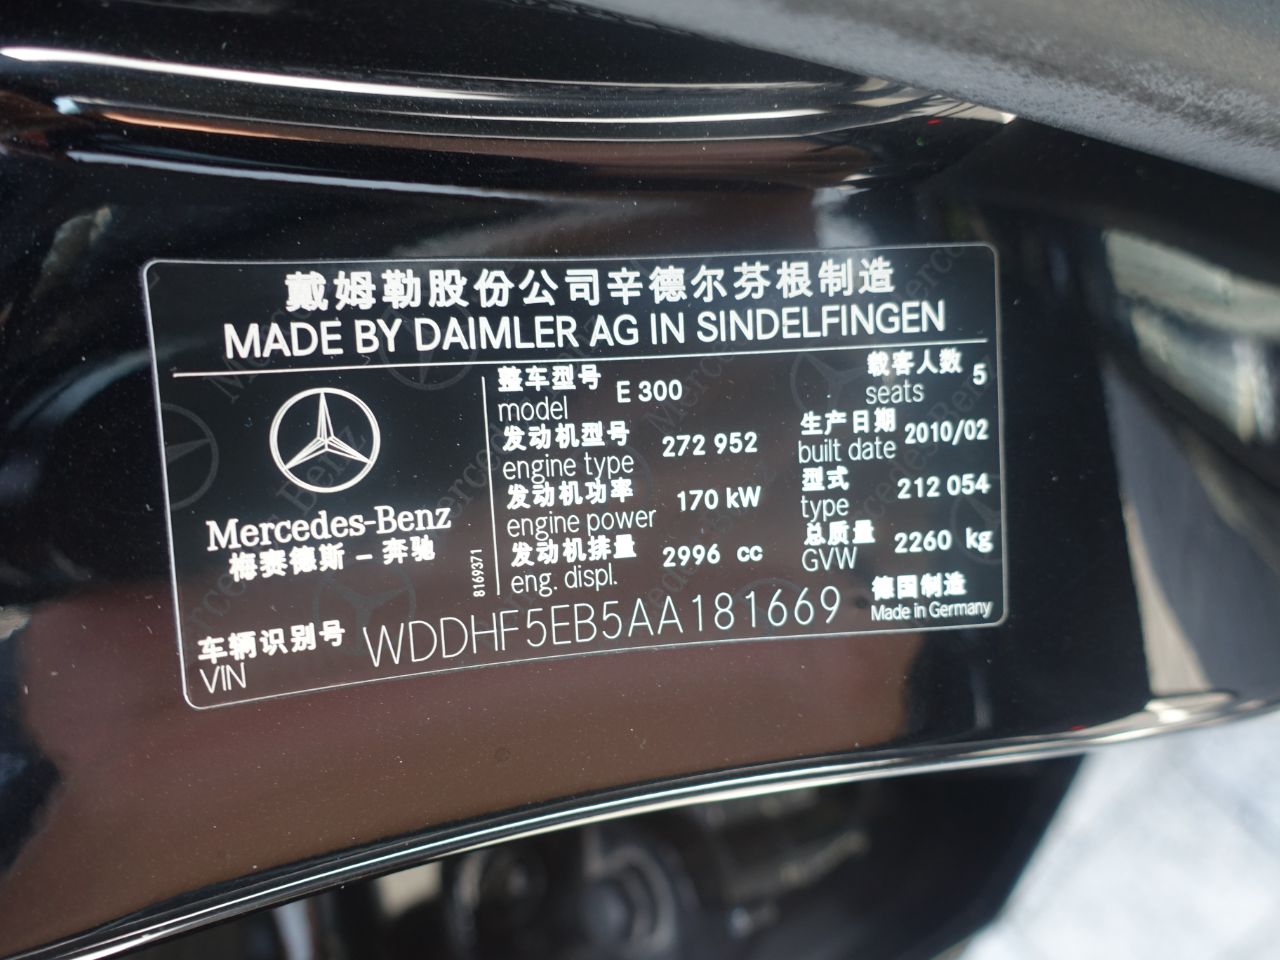 戴姆勒股份公司辛德尔芬根制造
MADE BY DAIMLER AG IN SINDELFINGEN
Mercedes-Benz
梅赛德斯 - 奔驰
8169371
整车型号
model
E 300
载客人数
seats
5
发动机型号
engine type
272 952
生产日期
built date
2010/02
发动机功率
engine power
170 kW
型式
type
212 054
发动机排量
eng. displ.
2996 cc
总质量
GVW
2260 kg
车辆识别号
VIN
WDDHF5EB5AA181669
德国制造
Made in Germany